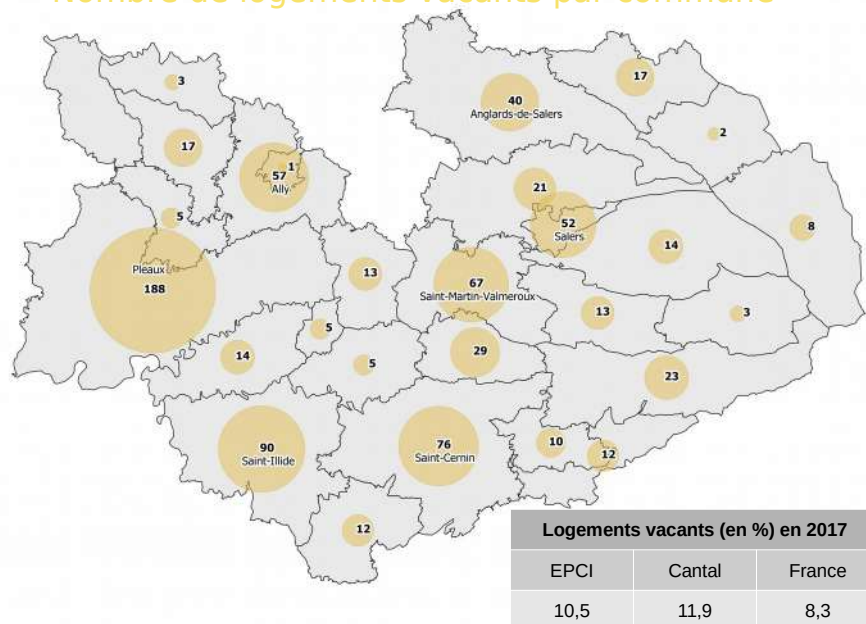 Nombre de logements vacants par commune
3
17
40
Anglards-de-Salers
2
17
1
57
Ally
21
5
52
Salers
8
14
Pleaux
188
13
67
Saint-Martin-Valmeroux
13
3
5
14
29
5
23
90
Saint-Illide
76
Saint-Cernin
10
12
12
Logements vacants (en %) en 2017
EPCI Cantal France
10,5 11,9 8,3